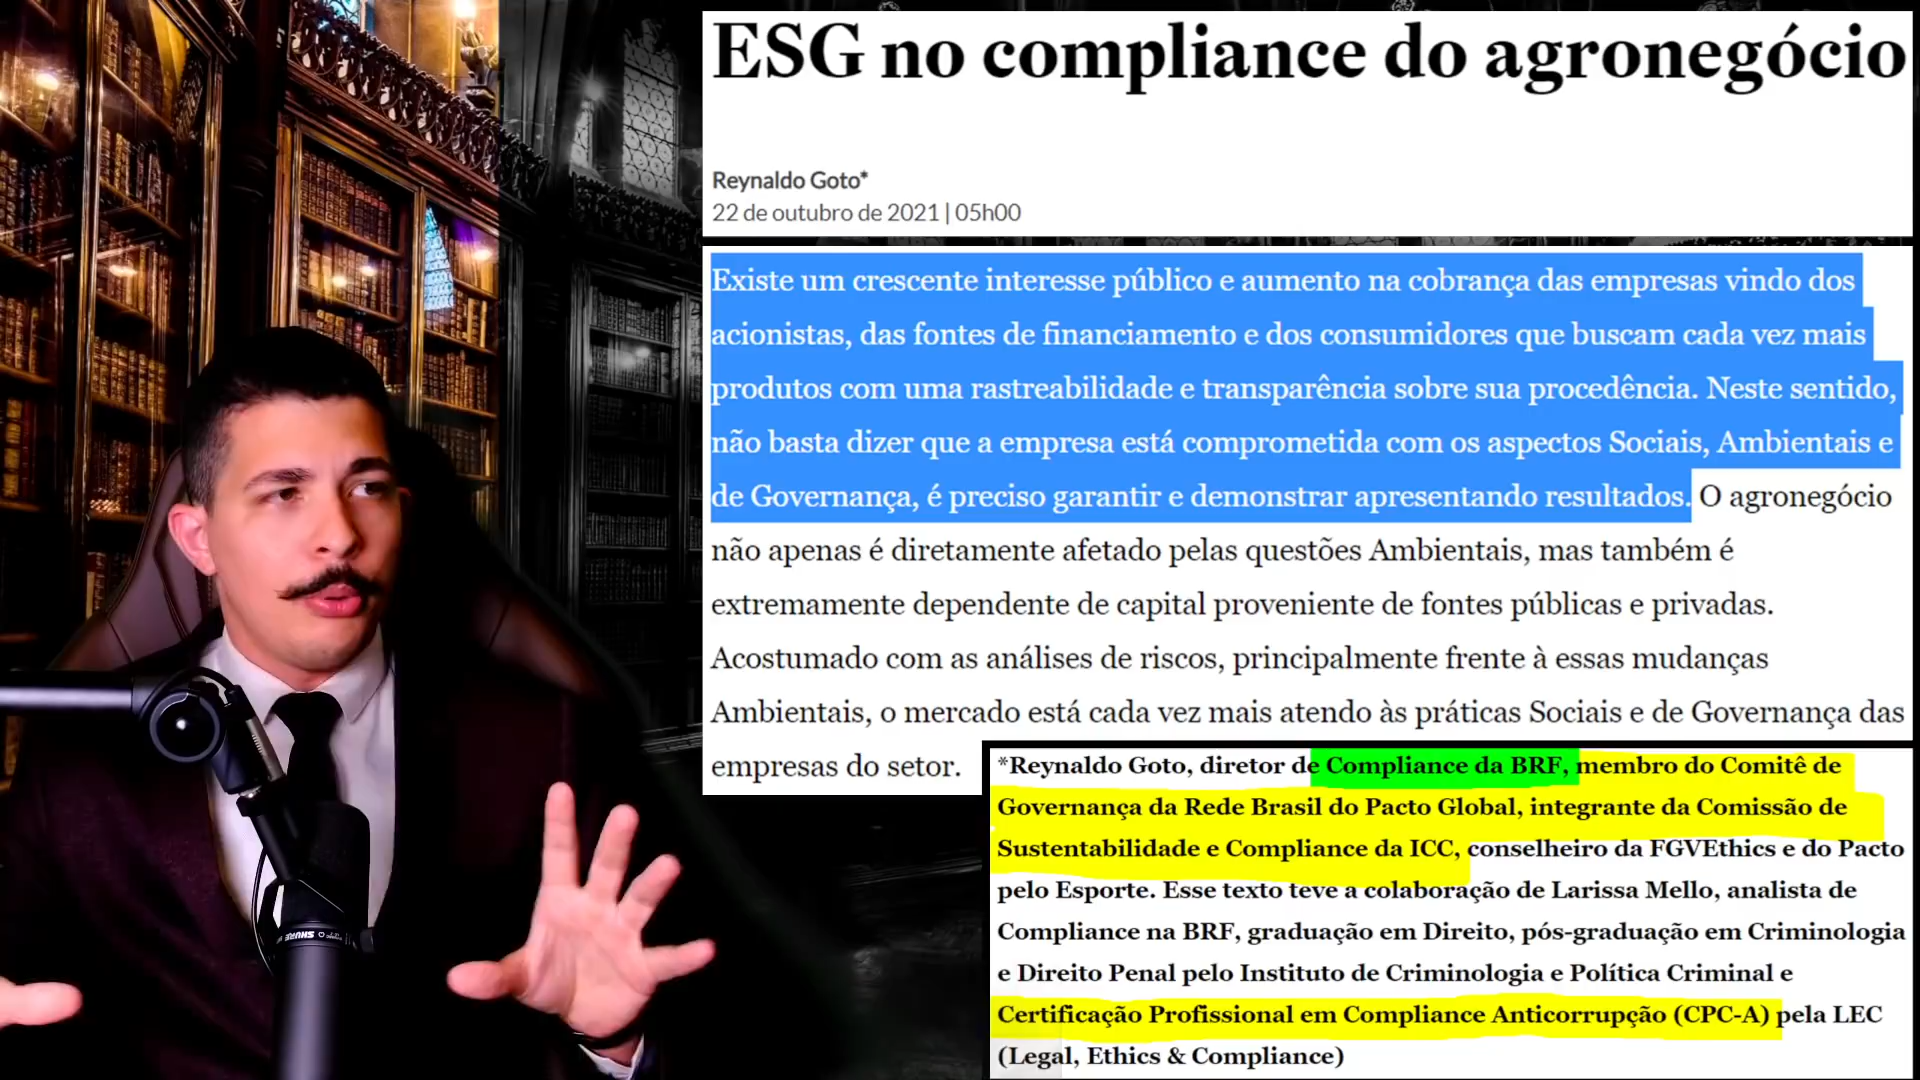 ESG no compliance do agronegócio
Reynaldo Goto*
22 de outubro de 2021 | 05h00
Existe um crescente interesse público e aumento na cobrança das empresas vindo dos
acionistas, das fontes de financiamento e dos consumidores que buscam cada vez mais
produtos com uma rastreabilidade e transparência sobre sua procedência. Neste sentido,
não basta dizer que a empresa está comprometida com os aspectos Sociais, Ambientais e
de Governança, é preciso garantir e demonstrar apresentando resultados. O agronegócio
não apenas é diretamente afetado pelas questões Ambientais, mas também é
extremamente dependente de capital proveniente de fontes públicas e privadas.
Acostumado com as análises de riscos, principalmente frente à essas mudanças
Ambientais, o mercado está cada vez mais atendo às práticas Sociais e de Governança das
empresas do setor.
*Reynaldo Goto, diretor de Compliance da BRF, membro do Comitê de
Governança da Rede Brasil do Pacto Global, integrante da Comissão de
Sustentabilidade e Compliance da ICC, conselheiro da FGVEthics e do Pacto
pelo Esporte. Esse texto teve a colaboração de Larissa Mello, analista de
Compliance na BRF, graduação em Direito, pós-graduação em Criminologia
e Direito Penal pelo Instituto de Criminologia e Política Criminal e
Certificação Profissional em Compliance Anticorrupção (CPC-A) pela LEC
(Legal, Ethics & Compliance)
SHURE